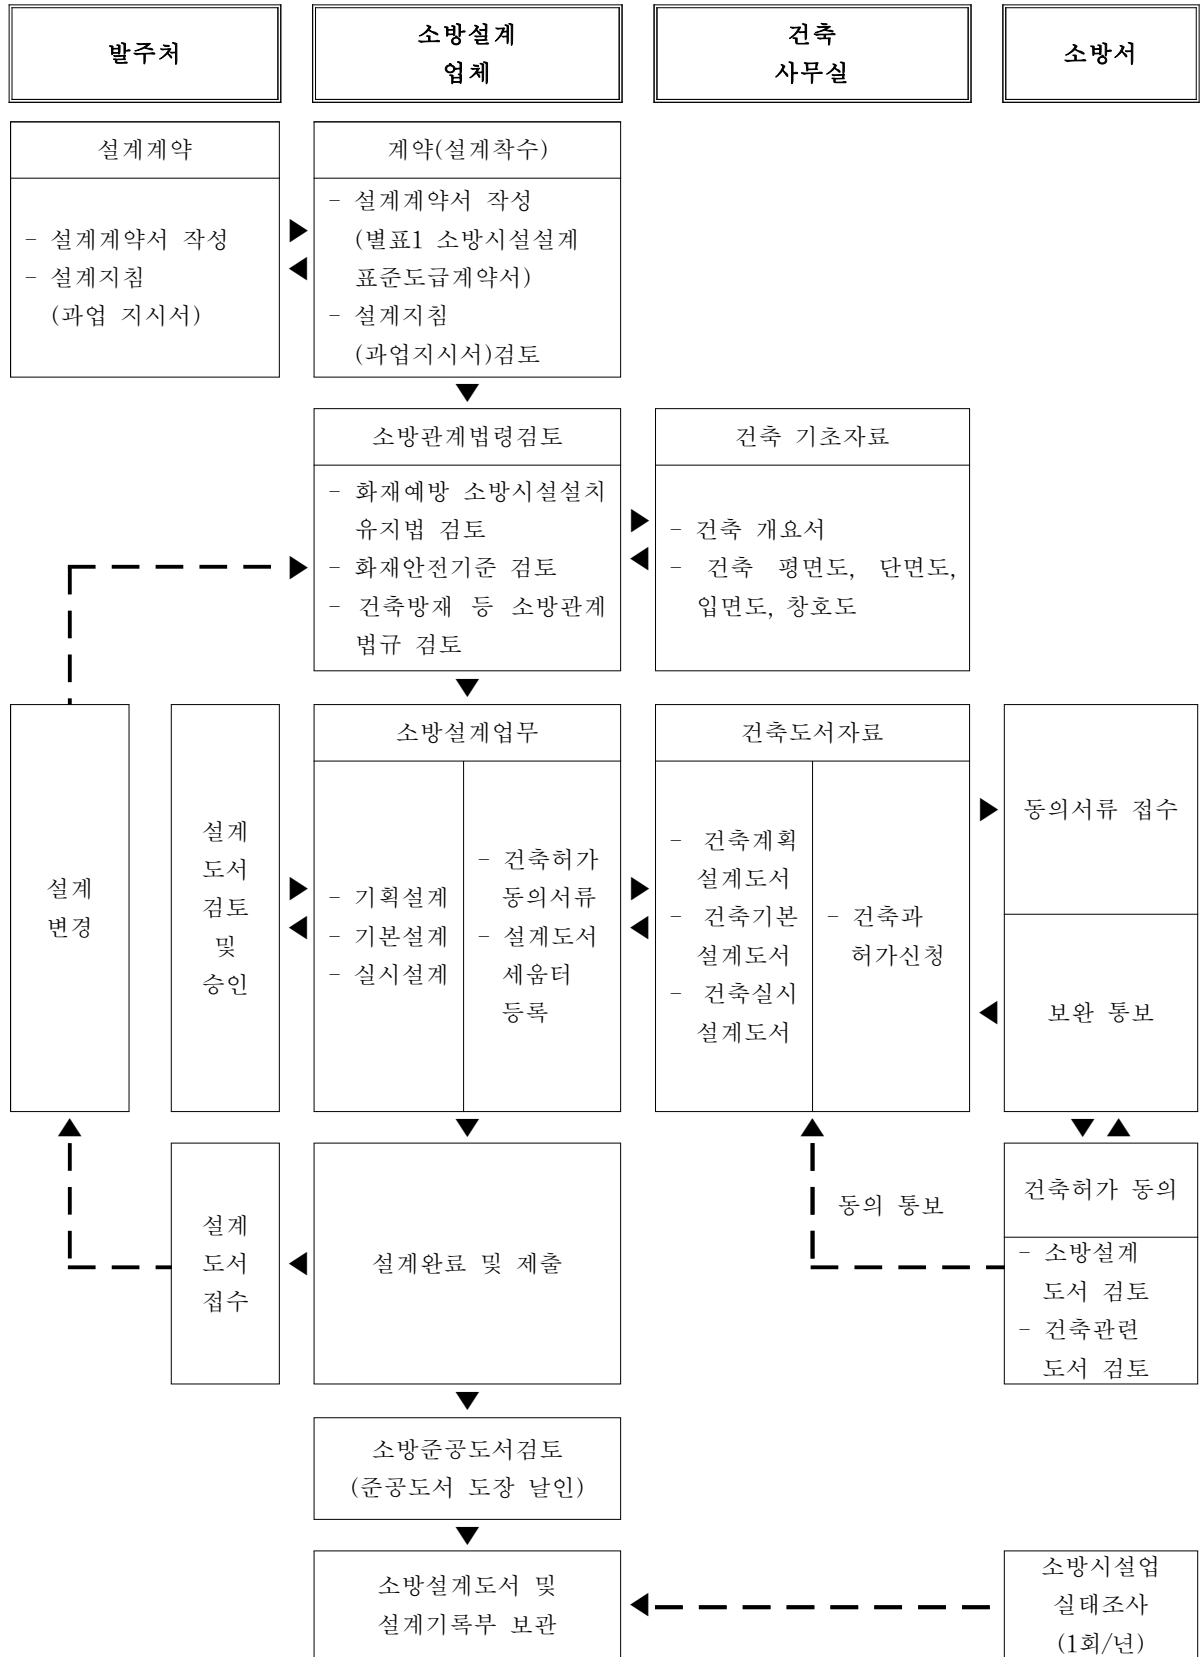 발주처
소방설계
업체
건축
사무실
소방서
설계계약
- 설계계약서 작성
- 설계지침
(과업 지시서)
계약(설계착수)
- 설계계약서 작성
(별표1 소방시설설계
표준도급계약서)
- 설계지침
(과업지시서)검토
소방관계법령검토
- 화재예방 소방시설설치
유지법 검토
- 화재안전기준 검토
- 건축방재 등 소방관계
법규 검토
건축 기초자료
- 건축 개요서
- 건축 평면도, 단면도,
입면도, 창호도
설계
변경
설계
도서
검토
및
승인
소방설계업무
- 기획설계
- 기본설계
- 실시설계
- 건축허가
동의서류
- 설계도서
세움터
등록
건축도서자료
- 건축계획
설계도서
- 건축기본
설계도서
- 건축실시
설계도서
- 건축과
허가신청
동의서류 접수
보완 통보
설계
도서
접수
설계완료 및 제출
동의 통보
건축허가 동의
- 소방설계
도서 검토
- 건축관련
도서 검토
소방준공도서검토
(준공도서 도장 날인)
소방설계도서 및
설계기록부 보관
소방시설업
실태조사
(1회/년)